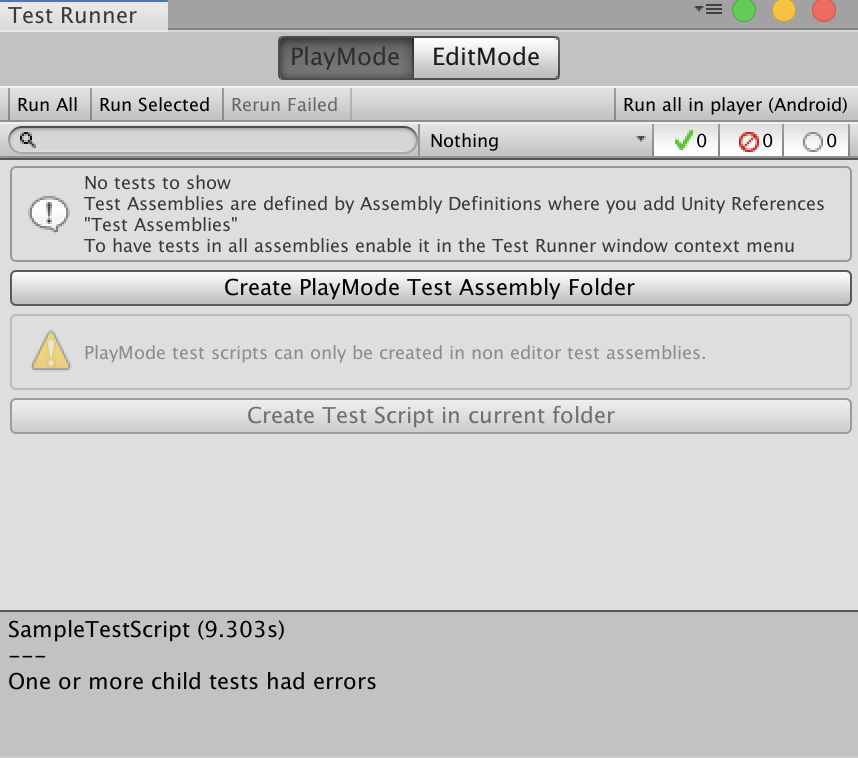 Test Runner
PlayMode EditMode
Run All Run Selected Rerun Failed Run all in player (Android)
Nothing 0 0 0
No tests to show
Test Assemblies are defined by Assembly Definitions where you add Unity References
"Test Assemblies"
To have tests in all assemblies enable it in the Test Runner window context menu
Create PlayMode Test Assembly Folder
PlayMode test scripts can only be created in non editor test assemblies.
Create Test Script in current folder
SampleTestScript (9.303s)
---
One or more child tests had errors